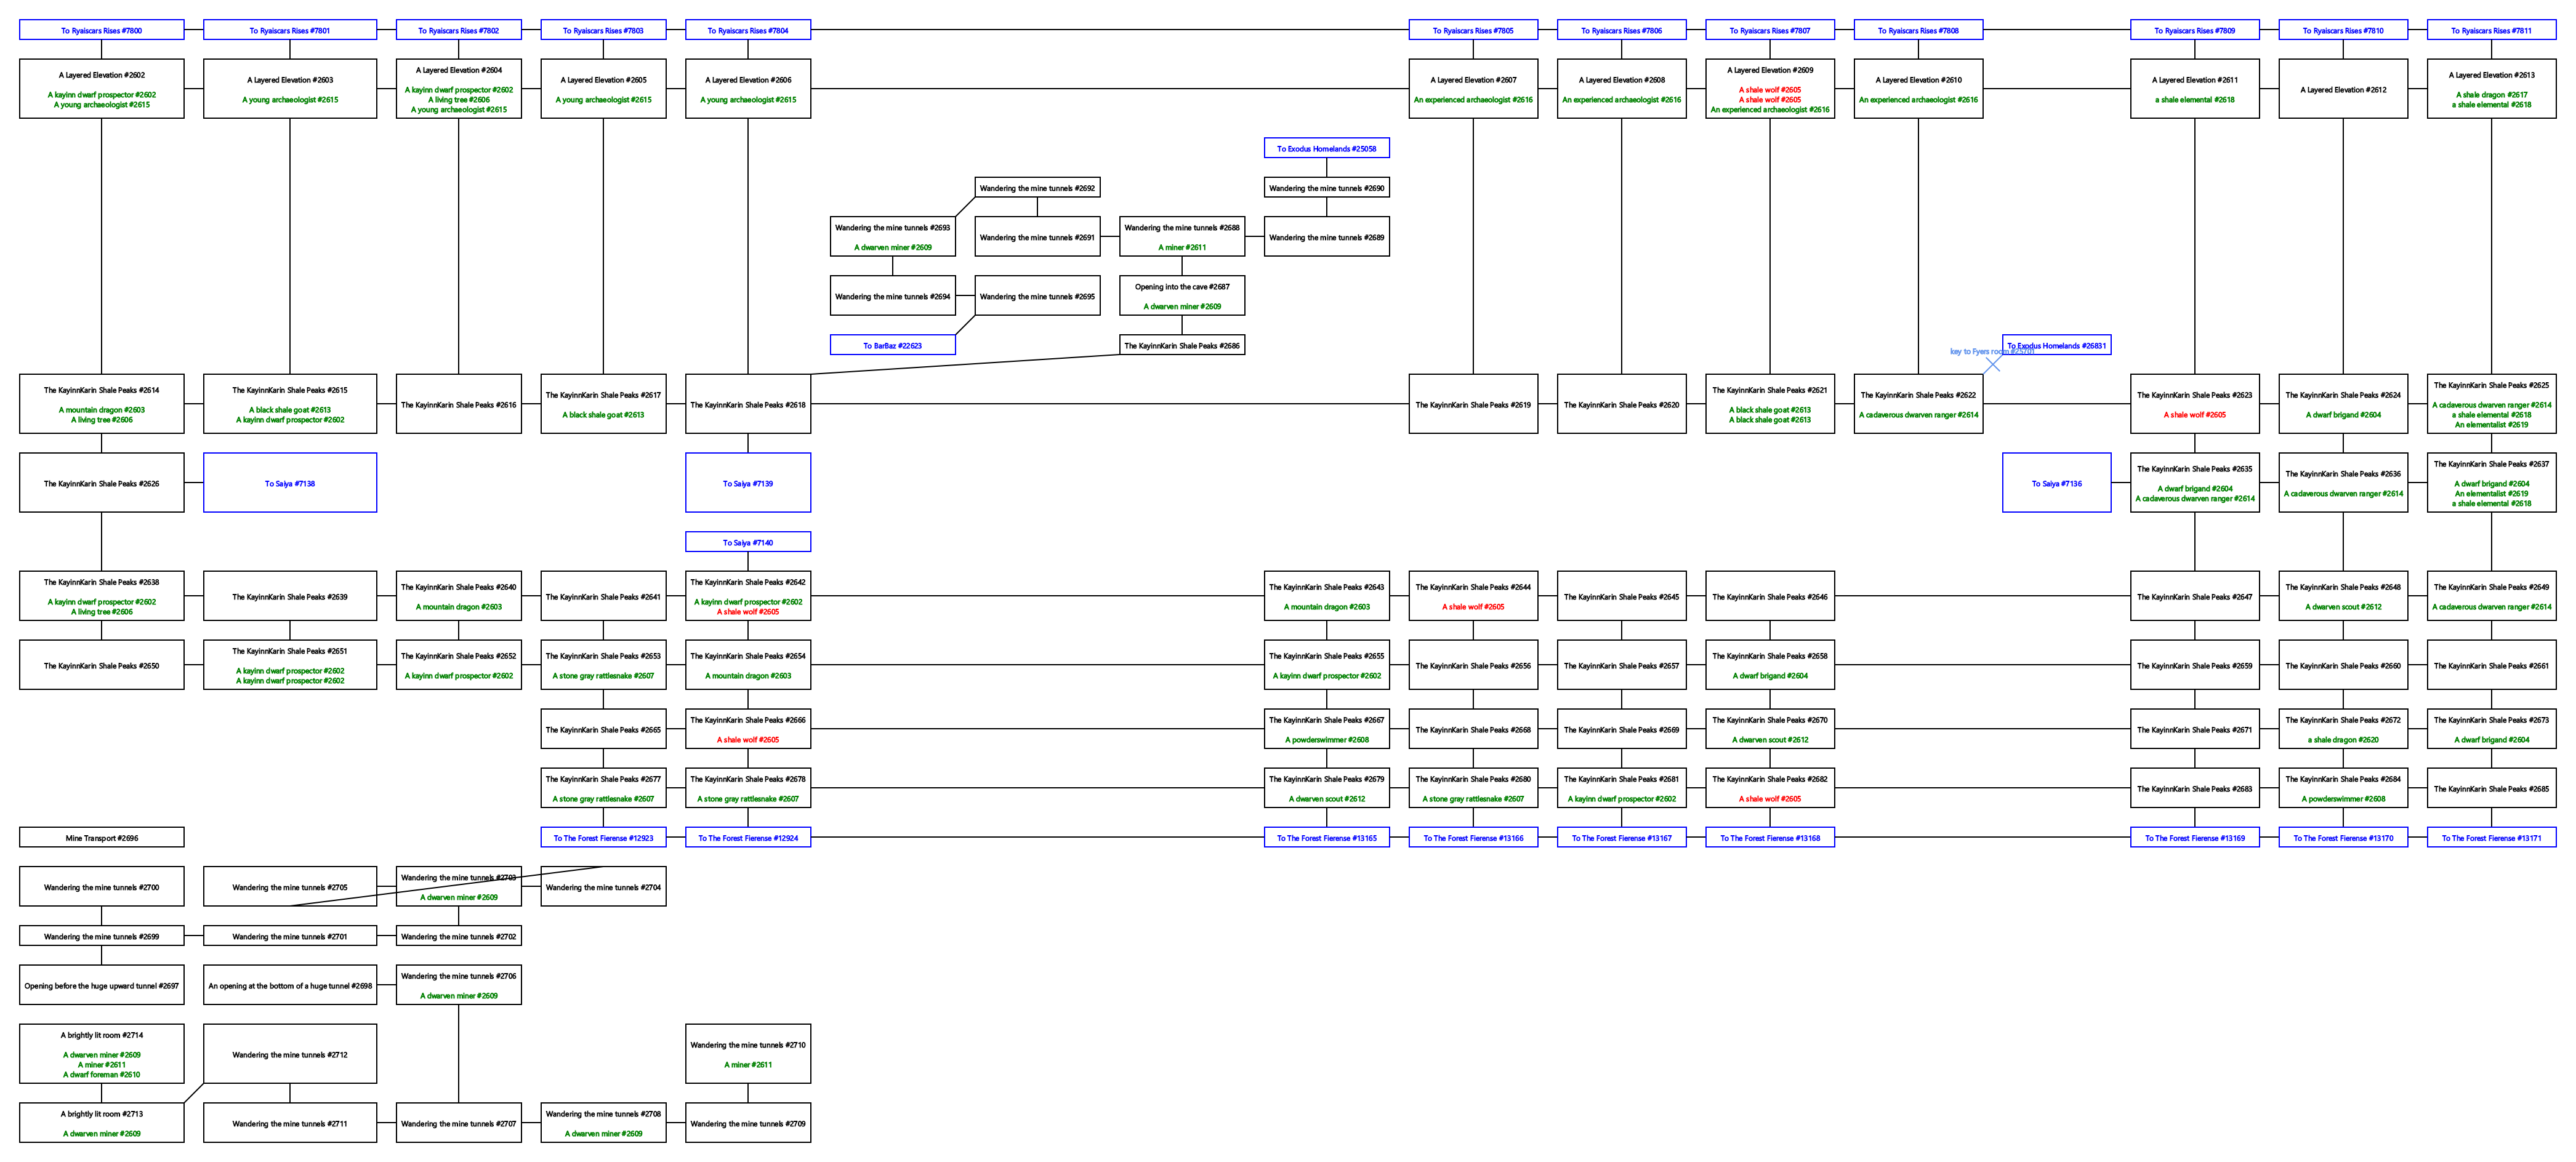 To Ryaiscars Rises #7800
To Ryaiscars Rises #7801
To Ryaiscars Rises #7802
To Ryaiscars Rises #7803
To Ryaiscars Rises #7804
To Ryaiscars Rises #7805
To Ryaiscars Rises #7806
To Ryaiscars Rises #7807
To Ryaiscars Rises #7808
To Ryaiscars Rises #7809
To Ryaiscars Rises #7810
To Ryaiscars Rises #7811
A Layered Elevation #2602
A kayinn dwarf prospector #2602
A young archaeologist #2615
A Layered Elevation #2603
A young archaeologist #2615
A Layered Elevation #2604
A kayinn dwarf prospector #2602
A living tree #2606
A young archaeologist #2615
A Layered Elevation #2605
A young archaeologist #2615
A Layered Elevation #2606
A young archaeologist #2615
A Layered Elevation #2607
An experienced archaeologist #2616
A Layered Elevation #2608
An experienced archaeologist #2616
A Layered Elevation #2609
A shale wolf #2605
A shale wolf #2605
An experienced archaeologist #2616
A Layered Elevation #2610
An experienced archaeologist #2616
A Layered Elevation #2611
a shale elemental #2618
A Layered Elevation #2612
A Layered Elevation #2613
A shale dragon #2617
a shale elemental #2618
To Exodus Homelands #25058
Wandering the mine tunnels #2692
Wandering the mine tunnels #2690
Wandering the mine tunnels #2693
A dwarven miner #2609
Wandering the mine tunnels #2691
Wandering the mine tunnels #2688
A miner #2611
Wandering the mine tunnels #2689
Wandering the mine tunnels #2694
Wandering the mine tunnels #2695
Opening into the cave #2687
A dwarven miner #2609
To BarBaz #22623
The KayinnKarin Shale Peaks #2686
To Exodus Homelands #26831
key to Fyers room #25701
The KayinnKarin Shale Peaks #2614
A mountain dragon #2603
A living tree #2606
The KayinnKarin Shale Peaks #2615
A black shale goat #2613
A kayinn dwarf prospector #2602
The KayinnKarin Shale Peaks #2616
The KayinnKarin Shale Peaks #2617
A black shale goat #2613
The KayinnKarin Shale Peaks #2618
The KayinnKarin Shale Peaks #2619
The KayinnKarin Shale Peaks #2620
The KayinnKarin Shale Peaks #2621
A black shale goat #2613
A black shale goat #2613
The KayinnKarin Shale Peaks #2622
A cadaverous dwarven ranger #2614
The KayinnKarin Shale Peaks #2623
A shale wolf #2605
The KayinnKarin Shale Peaks #2624
A dwarf brigand #2604
The KayinnKarin Shale Peaks #2625
A cadaverous dwarven ranger #2614
a shale elemental #2618
An elementalist #2619
The KayinnKarin Shale Peaks #2626
To Saiya #7138
To Saiya #7139
To Saiya #7136
The KayinnKarin Shale Peaks #2635
A dwarf brigand #2604
A cadaverous dwarven ranger #2614
The KayinnKarin Shale Peaks #2636
A cadaverous dwarven ranger #2614
The KayinnKarin Shale Peaks #2637
A dwarf brigand #2604
An elementalist #2619
a shale elemental #2618
To Saiya #7140
The KayinnKarin Shale Peaks #2638
A kayinn dwarf prospector #2602
A living tree #2606
The KayinnKarin Shale Peaks #2639
The KayinnKarin Shale Peaks #2640
A mountain dragon #2603
The KayinnKarin Shale Peaks #2641
The KayinnKarin Shale Peaks #2642
A kayinn dwarf prospector #2602
A shale wolf #2605
The KayinnKarin Shale Peaks #2643
A mountain dragon #2603
The KayinnKarin Shale Peaks #2644
A shale wolf #2605
The KayinnKarin Shale Peaks #2645
The KayinnKarin Shale Peaks #2646
The KayinnKarin Shale Peaks #2647
The KayinnKarin Shale Peaks #2648
A dwarven scout #2612
The KayinnKarin Shale Peaks #2649
A cadaverous dwarven ranger #2614
The KayinnKarin Shale Peaks #2650
The KayinnKarin Shale Peaks #2651
A kayinn dwarf prospector #2602
A kayinn dwarf prospector #2602
The KayinnKarin Shale Peaks #2652
A kayinn dwarf prospector #2602
The KayinnKarin Shale Peaks #2653
A stone gray rattlesnake #2607
The KayinnKarin Shale Peaks #2654
A mountain dragon #2603
The KayinnKarin Shale Peaks #2655
A kayinn dwarf prospector #2602
The KayinnKarin Shale Peaks #2656
The KayinnKarin Shale Peaks #2657
The KayinnKarin Shale Peaks #2658
A dwarf brigand #2604
The KayinnKarin Shale Peaks #2659
The KayinnKarin Shale Peaks #2660
The KayinnKarin Shale Peaks #2661
The KayinnKarin Shale Peaks #2665
The KayinnKarin Shale Peaks #2666
A shale wolf #2605
The KayinnKarin Shale Peaks #2667
A powderswimmer #2608
The KayinnKarin Shale Peaks #2668
The KayinnKarin Shale Peaks #2669
The KayinnKarin Shale Peaks #2670
A dwarven scout #2612
The KayinnKarin Shale Peaks #2671
The KayinnKarin Shale Peaks #2672
a shale dragon #2620
The KayinnKarin Shale Peaks #2673
A dwarf brigand #2604
The KayinnKarin Shale Peaks #2677
A stone gray rattlesnake #2607
The KayinnKarin Shale Peaks #2678
A stone gray rattlesnake #2607
The KayinnKarin Shale Peaks #2679
A dwarven scout #2612
The KayinnKarin Shale Peaks #2680
A stone gray rattlesnake #2607
The KayinnKarin Shale Peaks #2681
A kayinn dwarf prospector #2602
The KayinnKarin Shale Peaks #2682
A shale wolf #2605
The KayinnKarin Shale Peaks #2683
The KayinnKarin Shale Peaks #2684
A powderswimmer #2608
The KayinnKarin Shale Peaks #2685
Mine Transport #2696
To The Forest Fierense #12923
To The Forest Fierense #12924
To The Forest Fierense #13165
To The Forest Fierense #13166
To The Forest Fierense #13167
To The Forest Fierense #13168
To The Forest Fierense #13169
To The Forest Fierense #13170
To The Forest Fierense #13171
Wandering the mine tunnels #2700
Wandering the mine tunnels #2705
Wandering the mine tunnels #2703
A dwarven miner #2609
Wandering the mine tunnels #2704
Wandering the mine tunnels #2699
Wandering the mine tunnels #2701
Wandering the mine tunnels #2702
Opening before the huge upward tunnel #2697
An opening at the bottom of a huge tunnel #2698
Wandering the mine tunnels #2706
A dwarven miner #2609
A brightly lit room #2714
A dwarven miner #2609
A miner #2611
A dwarf foreman #2610
Wandering the mine tunnels #2712
Wandering the mine tunnels #2710
A miner #2611
A brightly lit room #2713
A dwarven miner #2609
Wandering the mine tunnels #2711
Wandering the mine tunnels #2707
Wandering the mine tunnels #2708
A dwarven miner #2609
Wandering the mine tunnels #2709